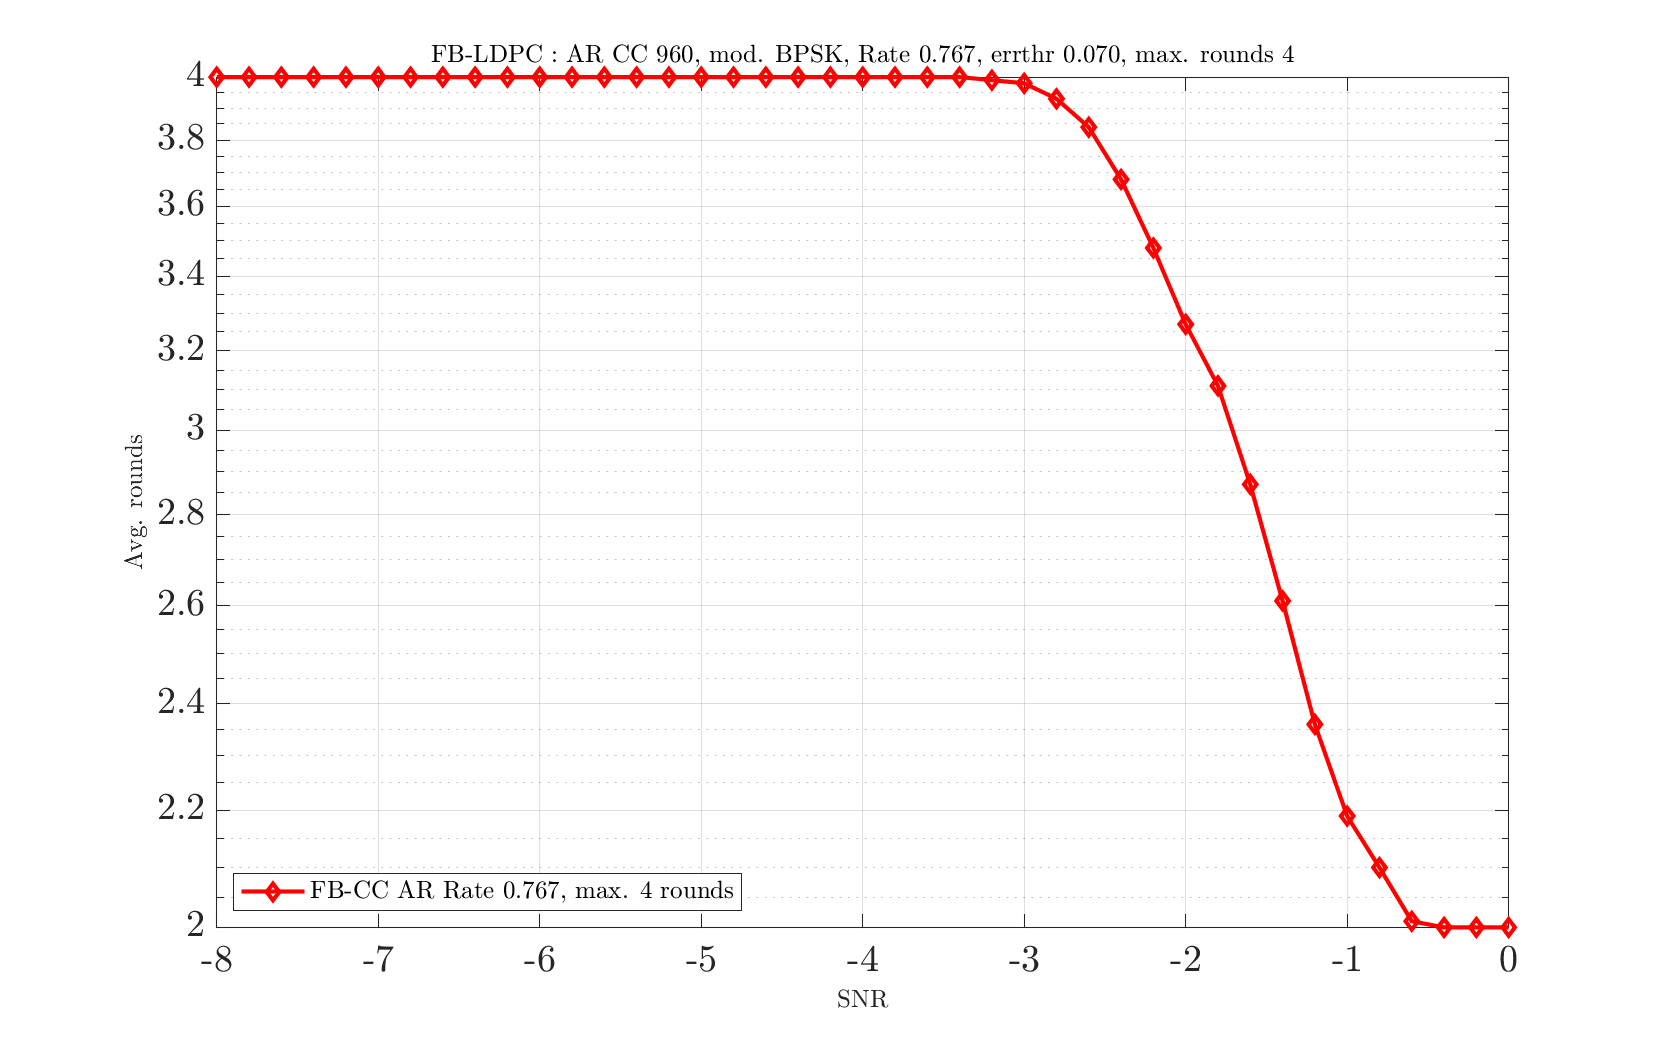 FB-LDPC : AR CC 960, mod. BPSK, Rate 0.767, errthr 0.070, max. rounds 4
4
3.8
3.6
3.4
3.2
3
2.8
2.6
2.4
2.2
2
Avg. rounds
FB-CC AR Rate 0.767, max. 4 rounds
-8 -7 -6 -5 -4 -3 -2 -1 0
SNR